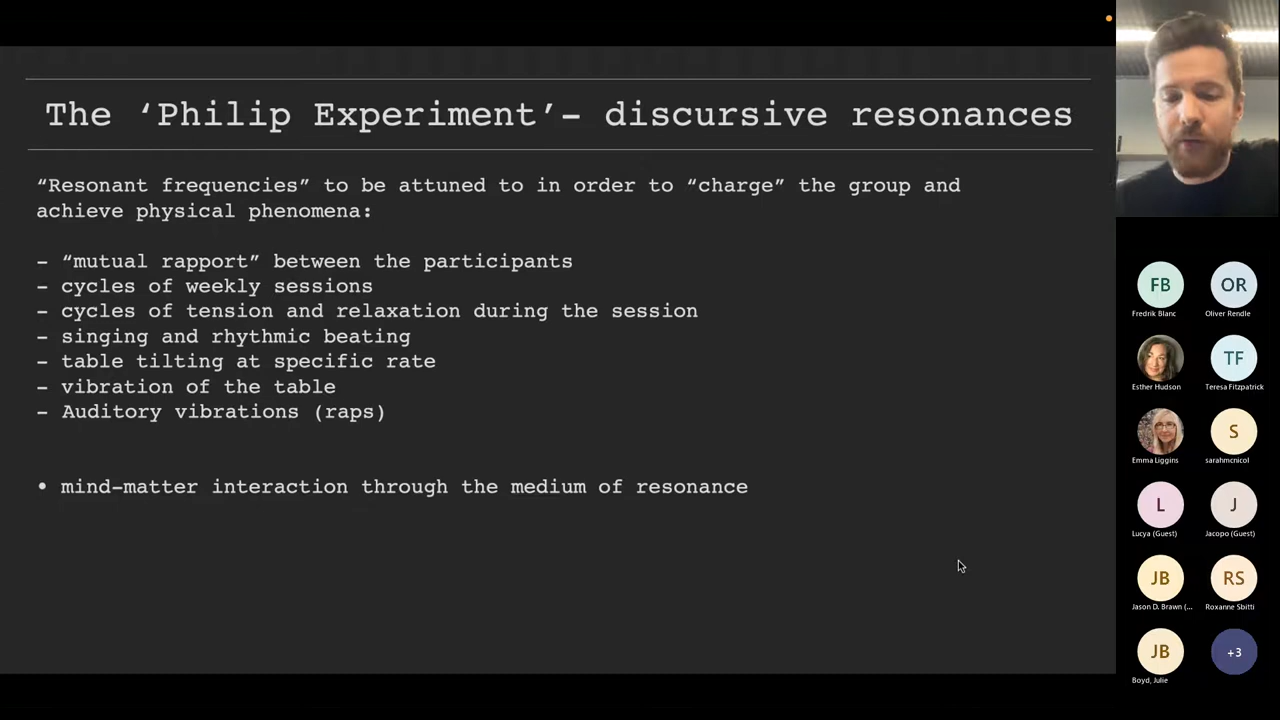 The ‘Philip Experiment’– discursive resonances
“Resonant frequencies” to be attuned to in order to “charge” the group and
achieve physical phenomena:
– “mutual rapport” between the participants
– cycles of weekly sessions
– cycles of tension and relaxation during the session
– singing and rhythmic beating
– table tilting at specific rate
– vibration of the table
– Auditory vibrations (raps)
• mind–matter interaction through the medium of resonance
FB
OR
Fredrik Blanc
Oliver Rendle
TF
Esther Hudson
Teresa Fitzpatrick
S
Emma Liggins
sarahmcnicol
L
J
Lucya (Guest)
Jacopo (Guest)
JB
RS
Jason D. Brawn (...
Roxanne Sbitti
JB
+3
Boyd, Julie